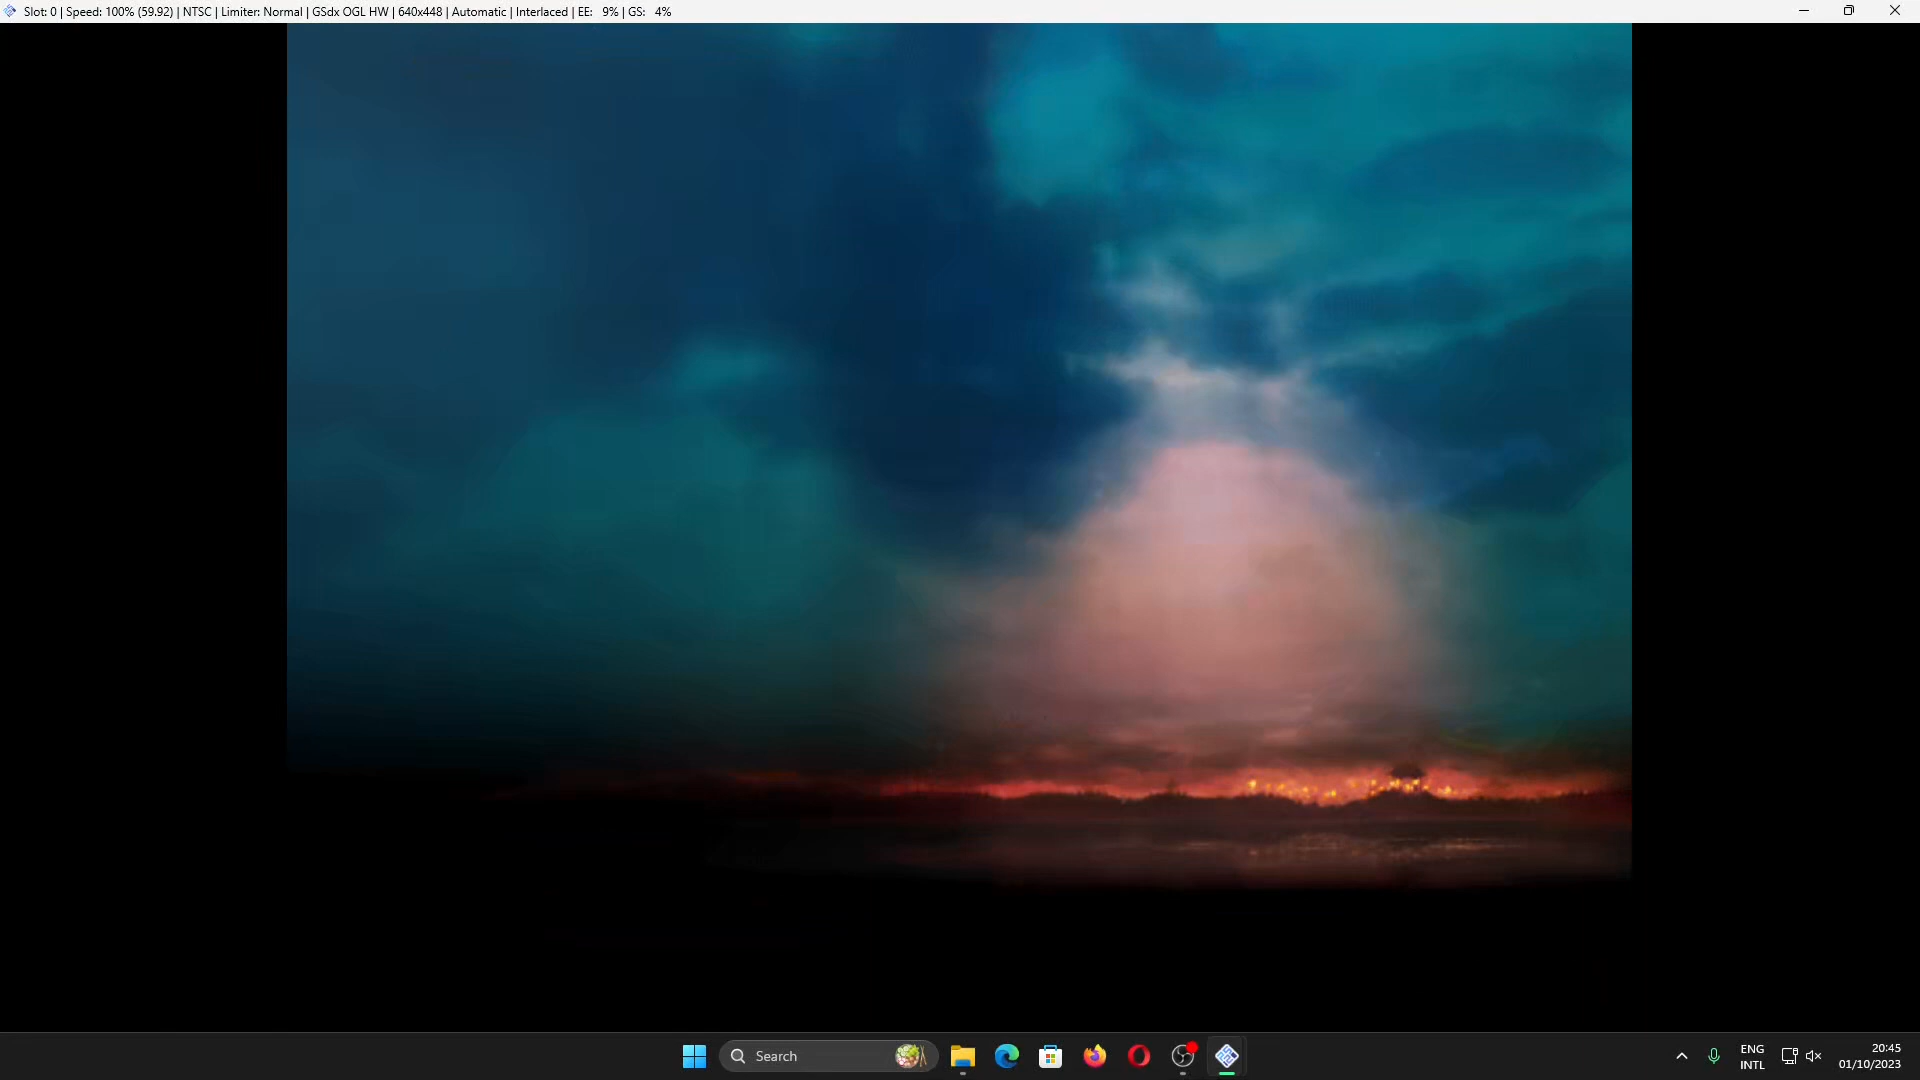 Slot: 0 | Speed: 100% (59.92) | NTSC | Limiter: Normal | GSdx OGL HW | 640x448 | Automatic | Interlaced | EE:   9% | GS:   4%
Search
ENG
INTL
20:45
01/10/2023